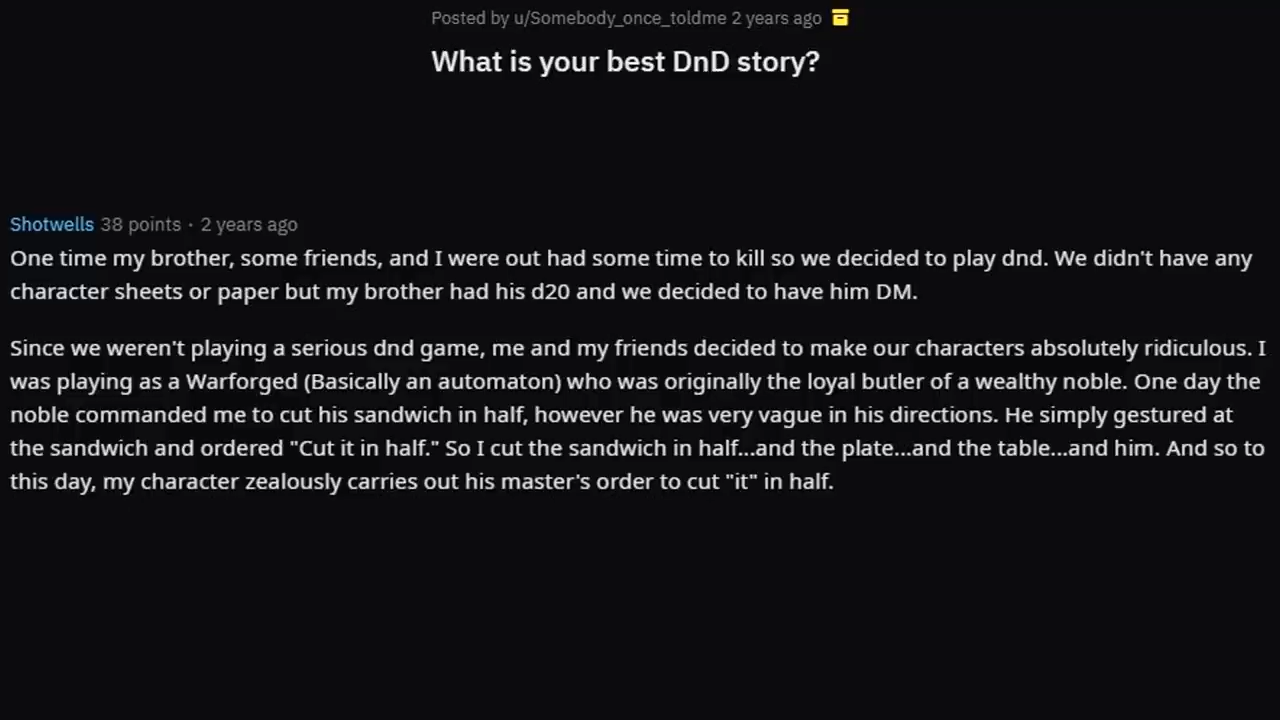 Posted by u/Somebody_once_toldme 2 years ago
What is your best DnD story?
Shotwells 38 points · 2 years ago
One time my brother, some friends, and I were out had some time to kill so we decided to play dnd. We didn't have any
character sheets or paper but my brother had his d20 and we decided to have him DM.
Since we weren't playing a serious dnd game, me and my friends decided to make our characters absolutely ridiculous. I
was playing as a Warforged (Basically an automaton) who was originally the loyal butler of a wealthy noble. One day the
noble commanded me to cut his sandwich in half, however he was very vague in his directions. He simply gestured at
the sandwich and ordered "Cut it in half." So I cut the sandwich in half...and the plate...and the table...and him. And so to
this day, my character zealously carries out his master's order to cut "it" in half.